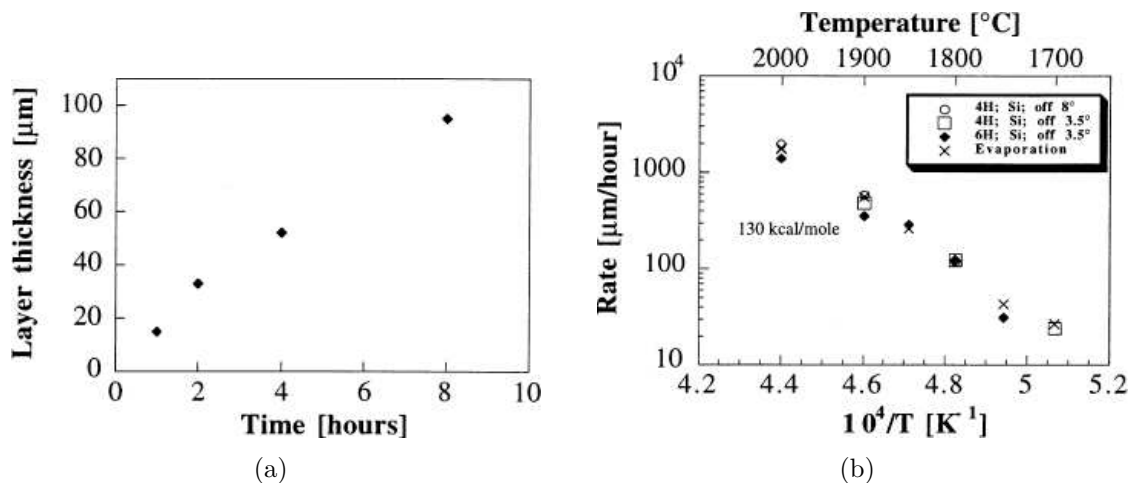 100
80
60
40
20
0
0 2 4 6 8 10
Layer thickness [μm]
Time [hours]
(a)
Temperature [°C]
2000 1900 1800 1700
10⁴
1000
100
10
4.2 4.4 4.6 4.8 5 5.2
Rate [μm/hour]
4H; Si; off 8°
4H; Si; off 3.5°
6H; Si; off 3.5°
Evaporation
130 kcal/mole
10⁴/T [K⁻¹]
(b)